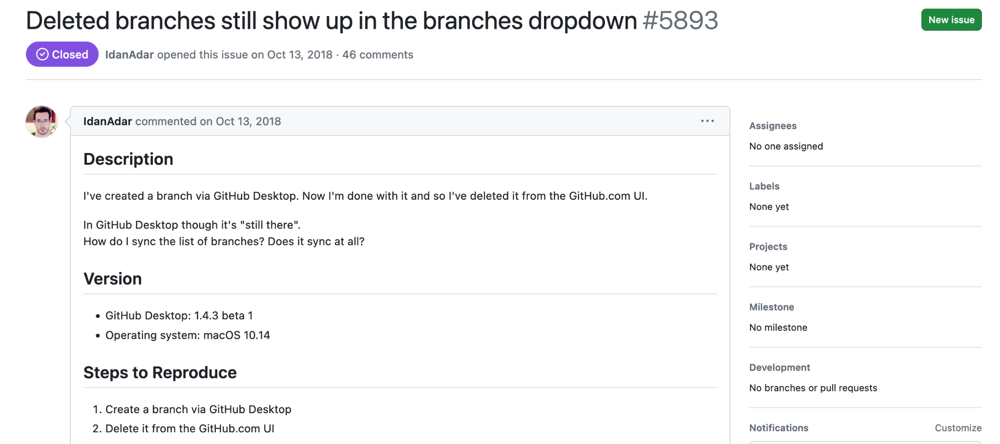 Deleted branches still show up in the branches dropdown #5893
New issue
Closed
IdanAdar opened this issue on Oct 13, 2018 · 46 comments
IdanAdar commented on Oct 13, 2018
Description
I've created a branch via GitHub Desktop. Now I'm done with it and so I've deleted it from the GitHub.com UI.
In GitHub Desktop though it's "still there".
How do I sync the list of branches? Does it sync at all?
Version
• GitHub Desktop: 1.4.3 beta 1
• Operating system: macOS 10.14
Steps to Reproduce
1. Create a branch via GitHub Desktop
2. Delete it from the GitHub.com UI
Assignees
No one assigned
Labels
None yet
Projects
None yet
Milestone
No milestone
Development
No branches or pull requests
Notifications
Customize